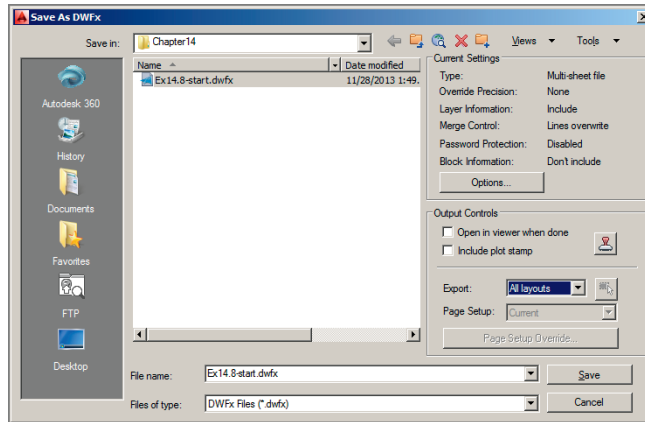 Save As DWFx
Save in:
Chapter14
Views
Tools
Name
Date modified
Ex14.8-start.dwfx
11/28/2013 1:49.
Autodesk 360
History
Documents
Favorites
FTP
Desktop
Current Settings
Type: Multi-sheet file
Override Precision: None
Layer Information: Include
Merge Control: Lines overwrite
Password Protection: Disabled
Block Information: Don't include
Options...
Output Controls
Open in viewer when done
Include plot stamp
Export: All layouts
Page Setup: Current
Page Setup Override...
File name: Ex14.8-start.dwfx
Save
Files of type: DWFx Files (*.dwfx)
Cancel